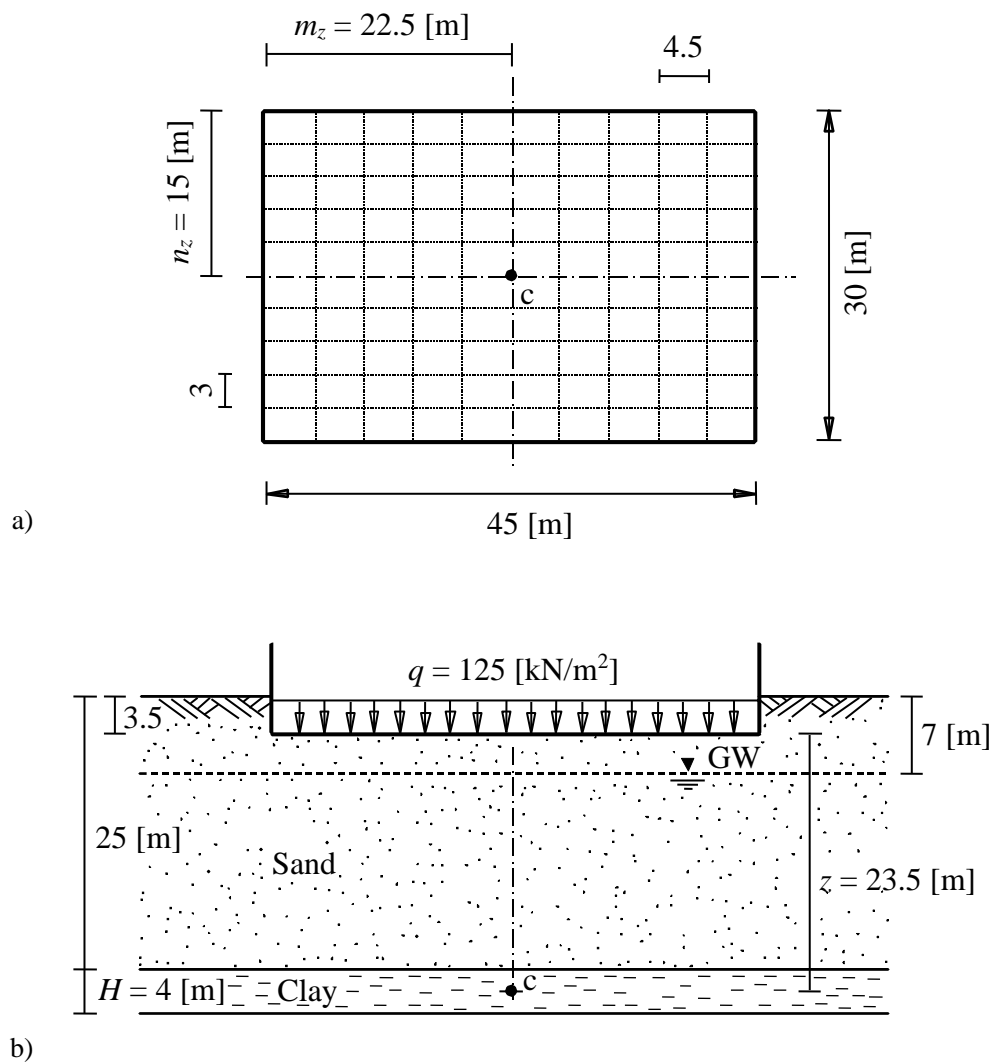 m_z = 22.5 [m]
4.5
n_z = 15 [m]
c
30 [m]
3
45 [m]
a)
q = 125 [kN/m²]
3.5
7 [m]
GW
25 [m]
Sand
z = 23.5 [m]
H = 4 [m]
Clay
c
b)